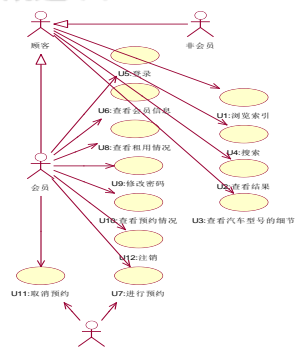 顾客
非会员
U5:登录
U6:查看会员信息
U1:浏览索引
U8:查看租用情况
U4:搜索
会员
U9:修改密码
U2:查看结果
U10:查看预约情况
U3:查看汽车型号的细节
U12:注销
U11:取消预约
U7:进行预约